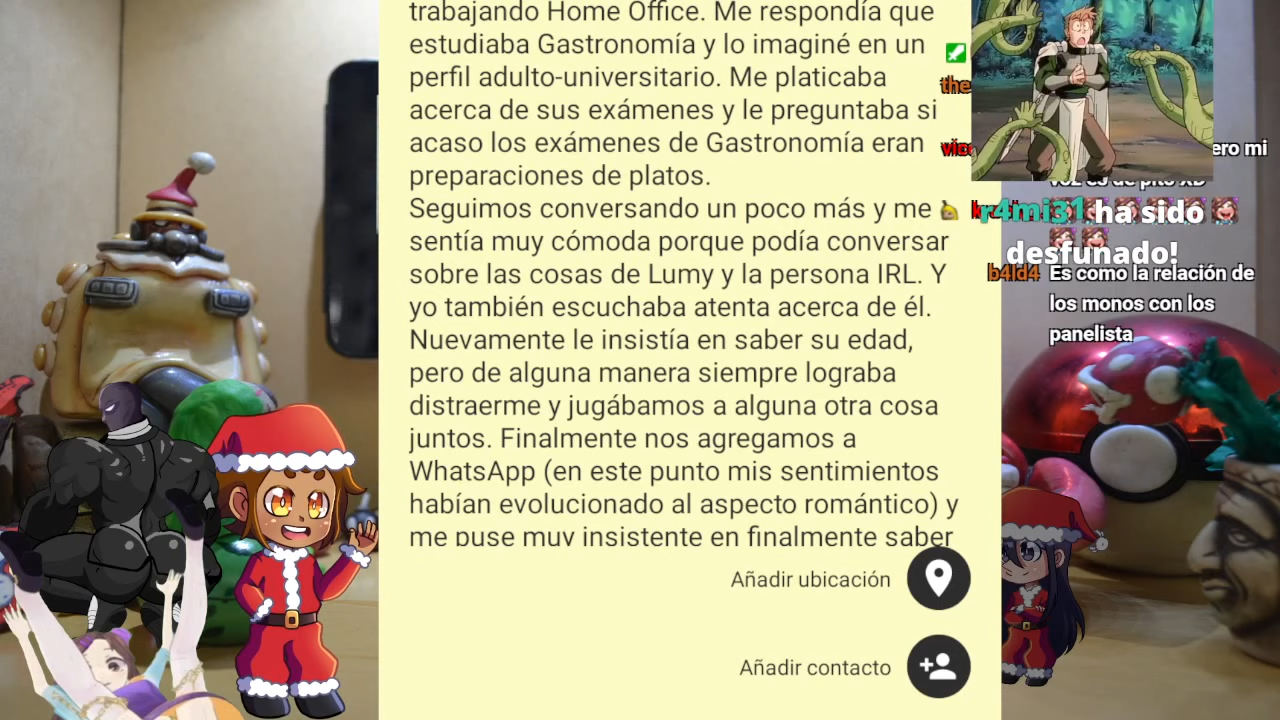 trabajando Home Office. Me respondía que
estudiaba Gastronomía y lo imaginé en un
perfil adulto-universitario. Me platicaba
acerca de sus exámenes y le preguntaba si
acaso los exámenes de Gastronomía eran
preparaciones de platos.
Seguimos conversando un poco más y me
sentía muy cómoda porque podía conversar
sobre las cosas de Lumy y la persona IRL. Y
yo también escuchaba atenta acerca de él.
Nuevamente le insistía en saber su edad,
pero de alguna manera siempre lograba
distraerme y jugábamos a alguna otra cosa
juntos. Finalmente nos agregamos a
WhatsApp (en este punto mis sentimientos
habían evolucionado al aspecto romántico) y
me puse muy insistente en finalmente saber
Añadir ubicación
Añadir contacto
voz es de pito XD
r4mi31 ha sido
desfunado!
b4ld4 Es como la relación de
los monos con los
panelista